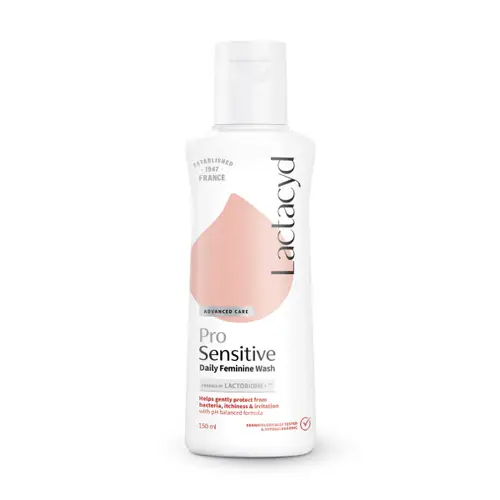 ESTABLISHED
- 1947 -
FRANCE
Lactacyd
ADVANCED CARE
Pro
Sensitive
Daily Feminine Wash
LACTOBIOME
Helps gently protect from
bacteria, itchiness & irritation
with pH balanced formula
150 ml
DERMATOLOGICALLY TESTED
& HYPOALLERGENIC